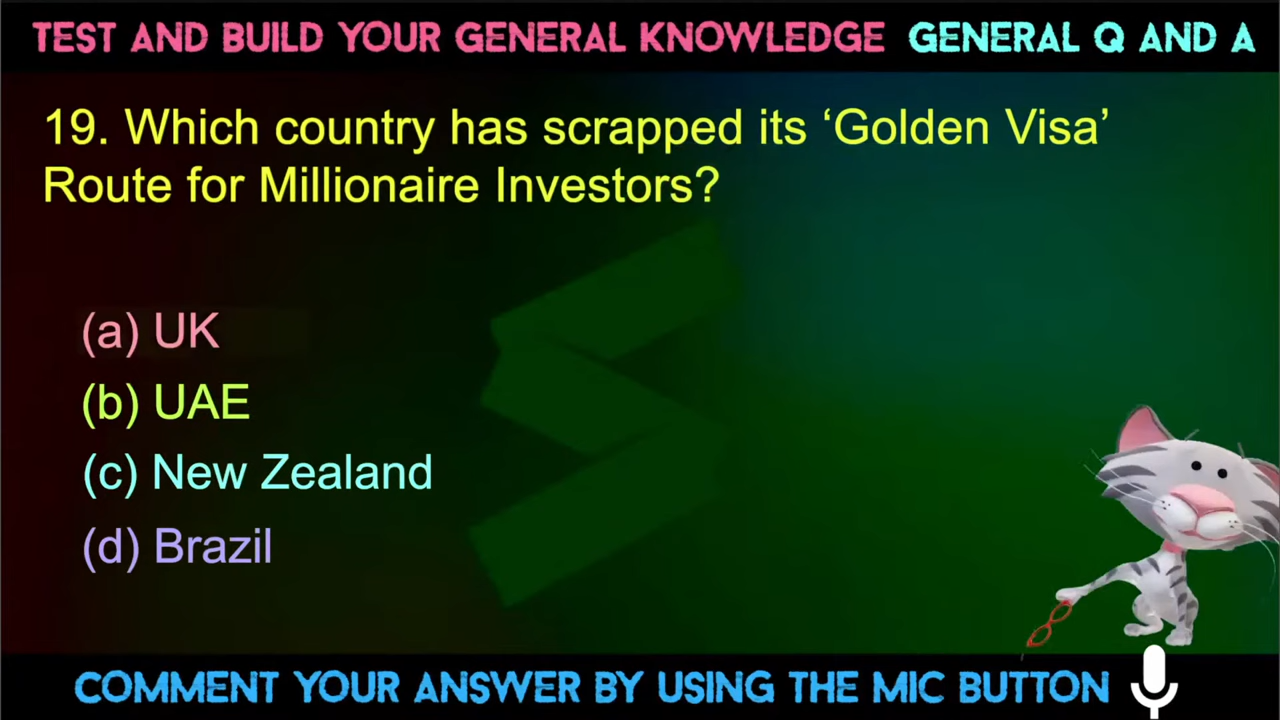 TEST AND BUILD YOUR GENERAL KNOWLEDGE GENERAL Q AND A
19. Which country has scrapped its ‘Golden Visa’
Route for Millionaire Investors?
(a) UK
(b) UAE
(c) New Zealand
(d) Brazil
COMMENT YOUR ANSWER BY USING THE MIC BUTTON